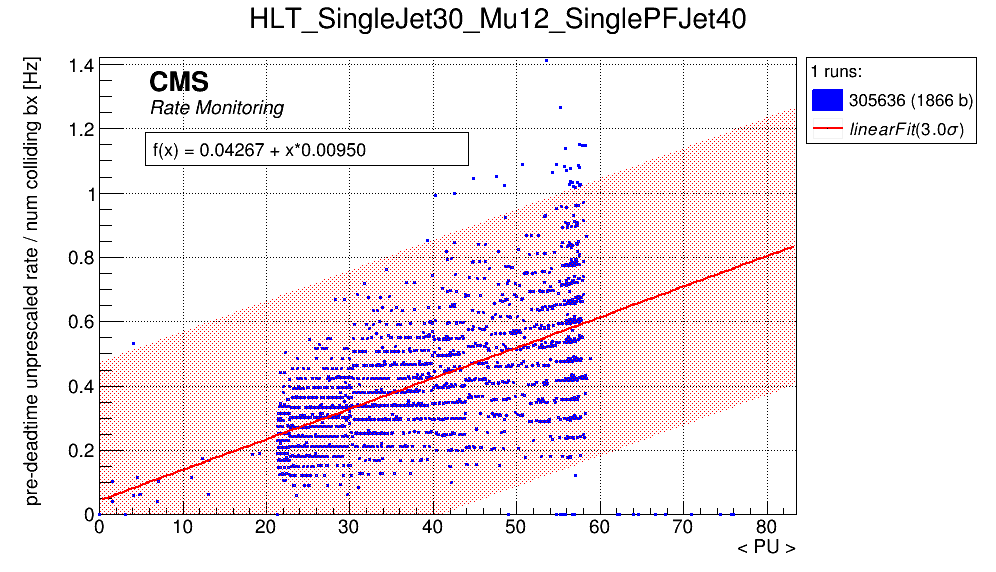 HLT_SingleJet30_Mu12_SinglePFJet40
pre-deadtime unprescaled rate / num colliding bx [Hz]
1.4
1.2
1
0.8
0.6
0.4
0.2
0
CMS
Rate Monitoring
f(x) = 0.04267 + x*0.00950
1 runs:
305636 (1866 b)
linearFit(3.0σ)
0 10 20 30 40 50 60 70 80
< PU >